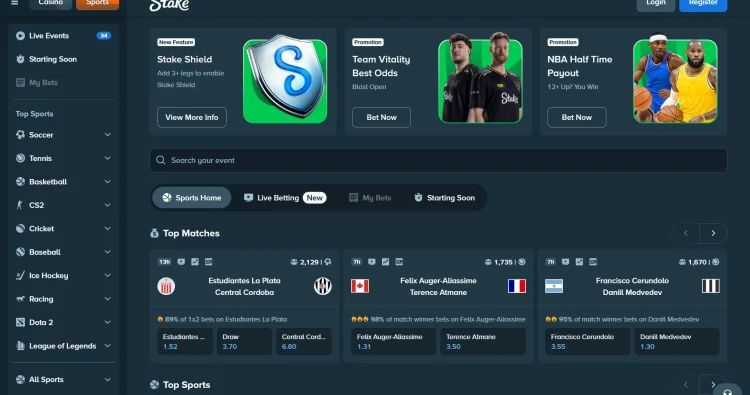 Casino
Sports
Stake
Login
Register
Live Events
34
Starting Soon
My Bets
Top Sports
Soccer
Tennis
Basketball
CS2
Cricket
Baseball
Ice Hockey
Racing
Dota 2
League of Legends
All Sports
New Feature
Stake Shield
Add 3+ legs to enable
Stake Shield
View More Info
Promotion
Team Vitality
Best Odds
Blast Open
Bet Now
Stake
Promotion
NBA Half Time
Payout
12+ Up? You Win
Bet Now
Search your event
Sports Home
Live Betting New
My Bets
Starting Soon
Top Matches
13h
2,129
Estudiantes La Plata
Central Cordoba
89% of 1x2 bets on Estudiantes La Plata
Estudiantes ...
1.52
Draw
3.70
Central Cord...
6.80
7h
1,735
Felix Auger-Aliassime
Terence Atmane
98% of match winner bets on Felix Auger-Aliassime
Felix Auger-Aliassime
1.31
Terence Atmane
3.50
7h
1,670
Francisco Cerundolo
Daniil Medvedev
95% of match winner bets on Daniil Medvedev
Francisco Cerundolo
3.55
Daniil Medvedev
1.30
Top Sports